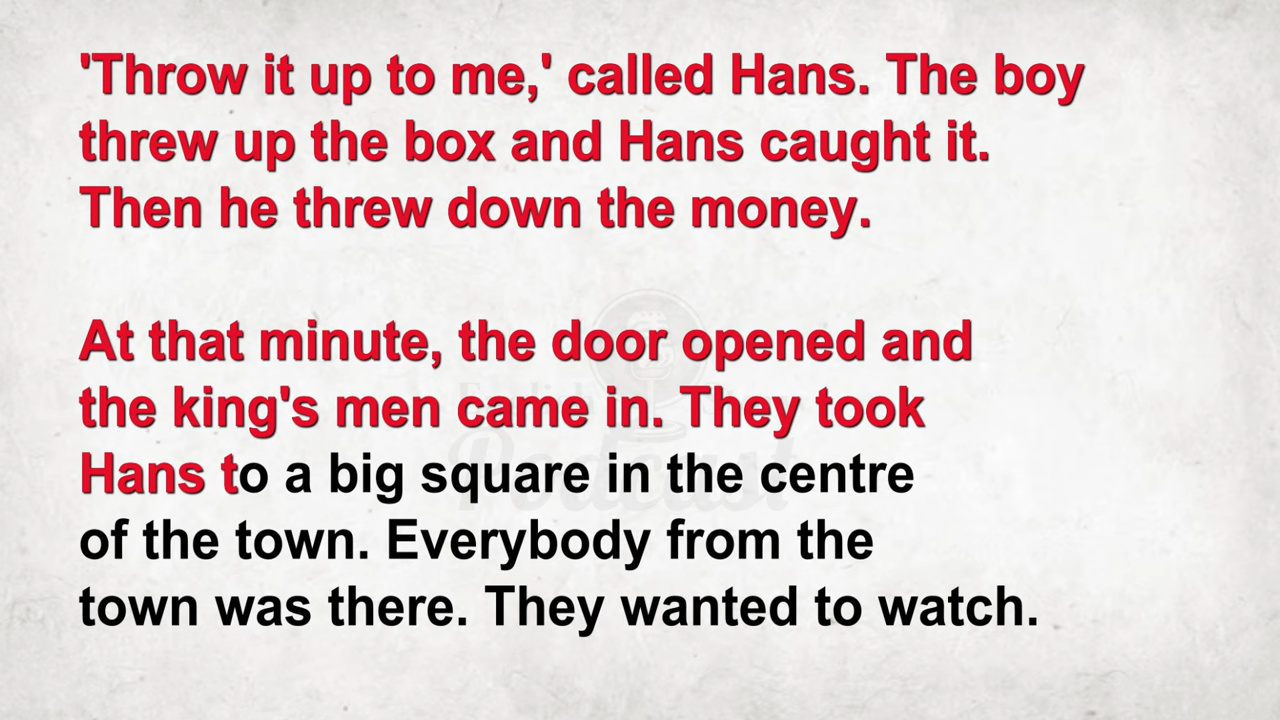 'Throw it up to me,' called Hans. The boy
threw up the box and Hans caught it.
Then he threw down the money.
At that minute, the door opened and
the king's men came in. They took
Hans to a big square in the centre
of the town. Everybody from the
town was there. They wanted to watch.
Podcast